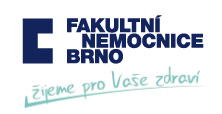 FAKULTNÍ
NEMOCNICE
BRNO
žijeme pro Vaše zdraví